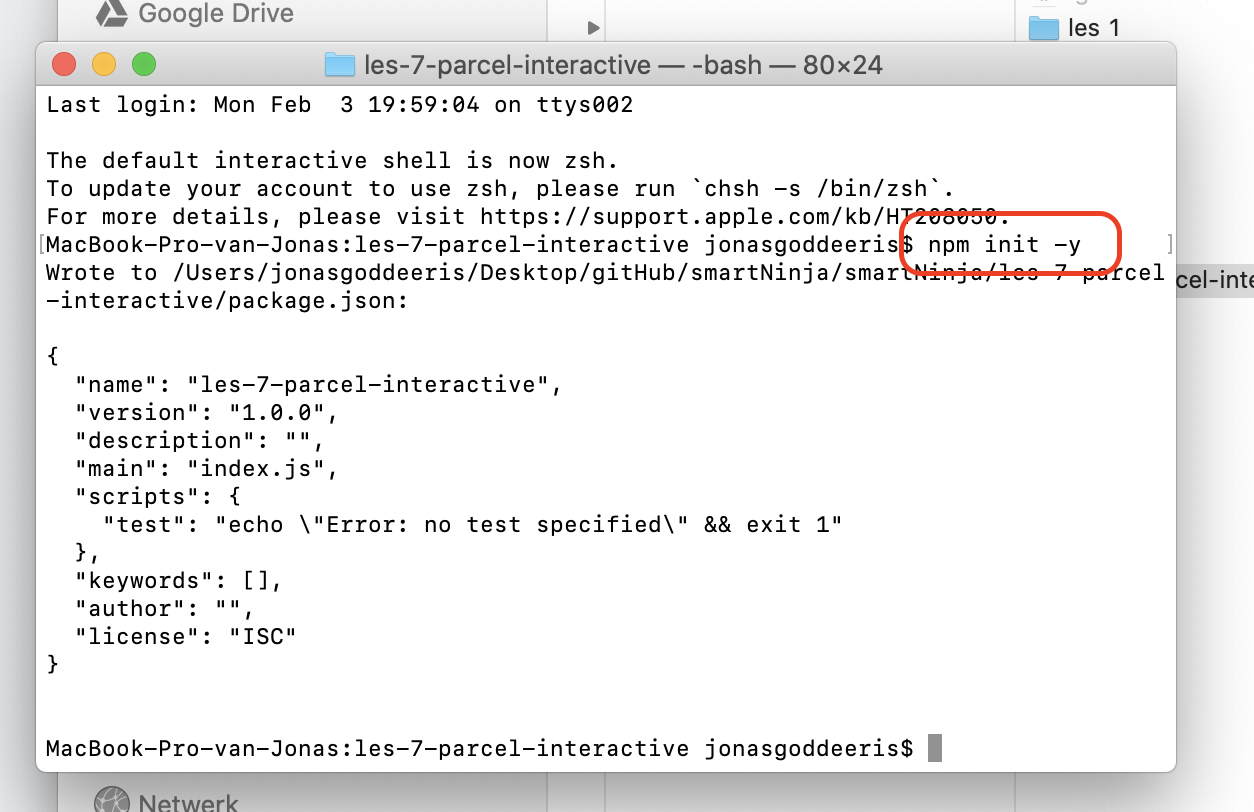 Google Drive
les 1
les-7-parcel-interactive — -bash — 80×24
Last login: Mon Feb  3 19:59:04 on ttys002
The default interactive shell is now zsh.
To update your account to use zsh, please run `chsh -s /bin/zsh`.
For more details, please visit https://support.apple.com/kb/HT208050.
[MacBook-Pro-van-Jonas:les-7-parcel-interactive jonasgoddeeris$ npm init -y ]
Wrote to /Users/jonasgoddeeris/Desktop/gitHub/smartNinja/smartNinja/les-7-parcel
-interactive/package.json:
cel-inte
{
  "name": "les-7-parcel-interactive",
  "version": "1.0.0",
  "description": "",
  "main": "index.js",
  "scripts": {
    "test": "echo \"Error: no test specified\" && exit 1"
  },
  "keywords": [],
  "author": "",
  "license": "ISC"
}
MacBook-Pro-van-Jonas:les-7-parcel-interactive jonasgoddeeris$
Netwerk